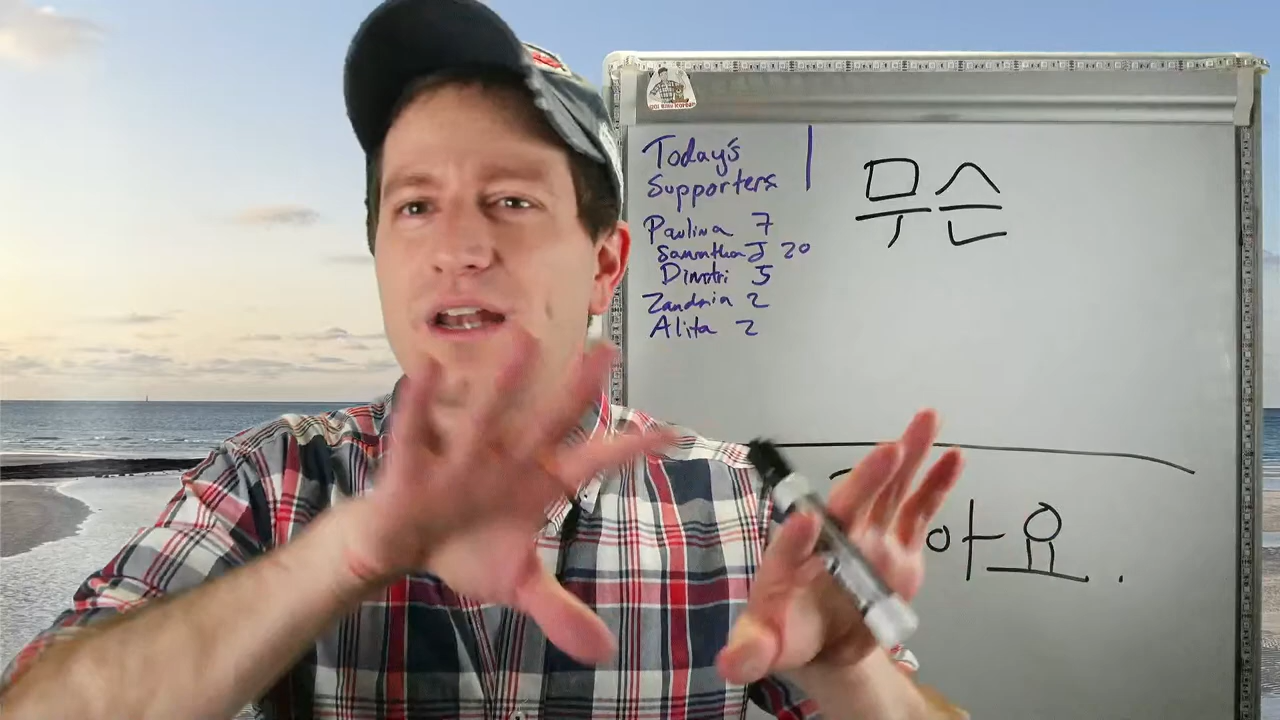 Today's
Supporters
Paulina 7
Samantha J 20
Dimitri 5
Zandria 2
Alita 2
무슨
아요.